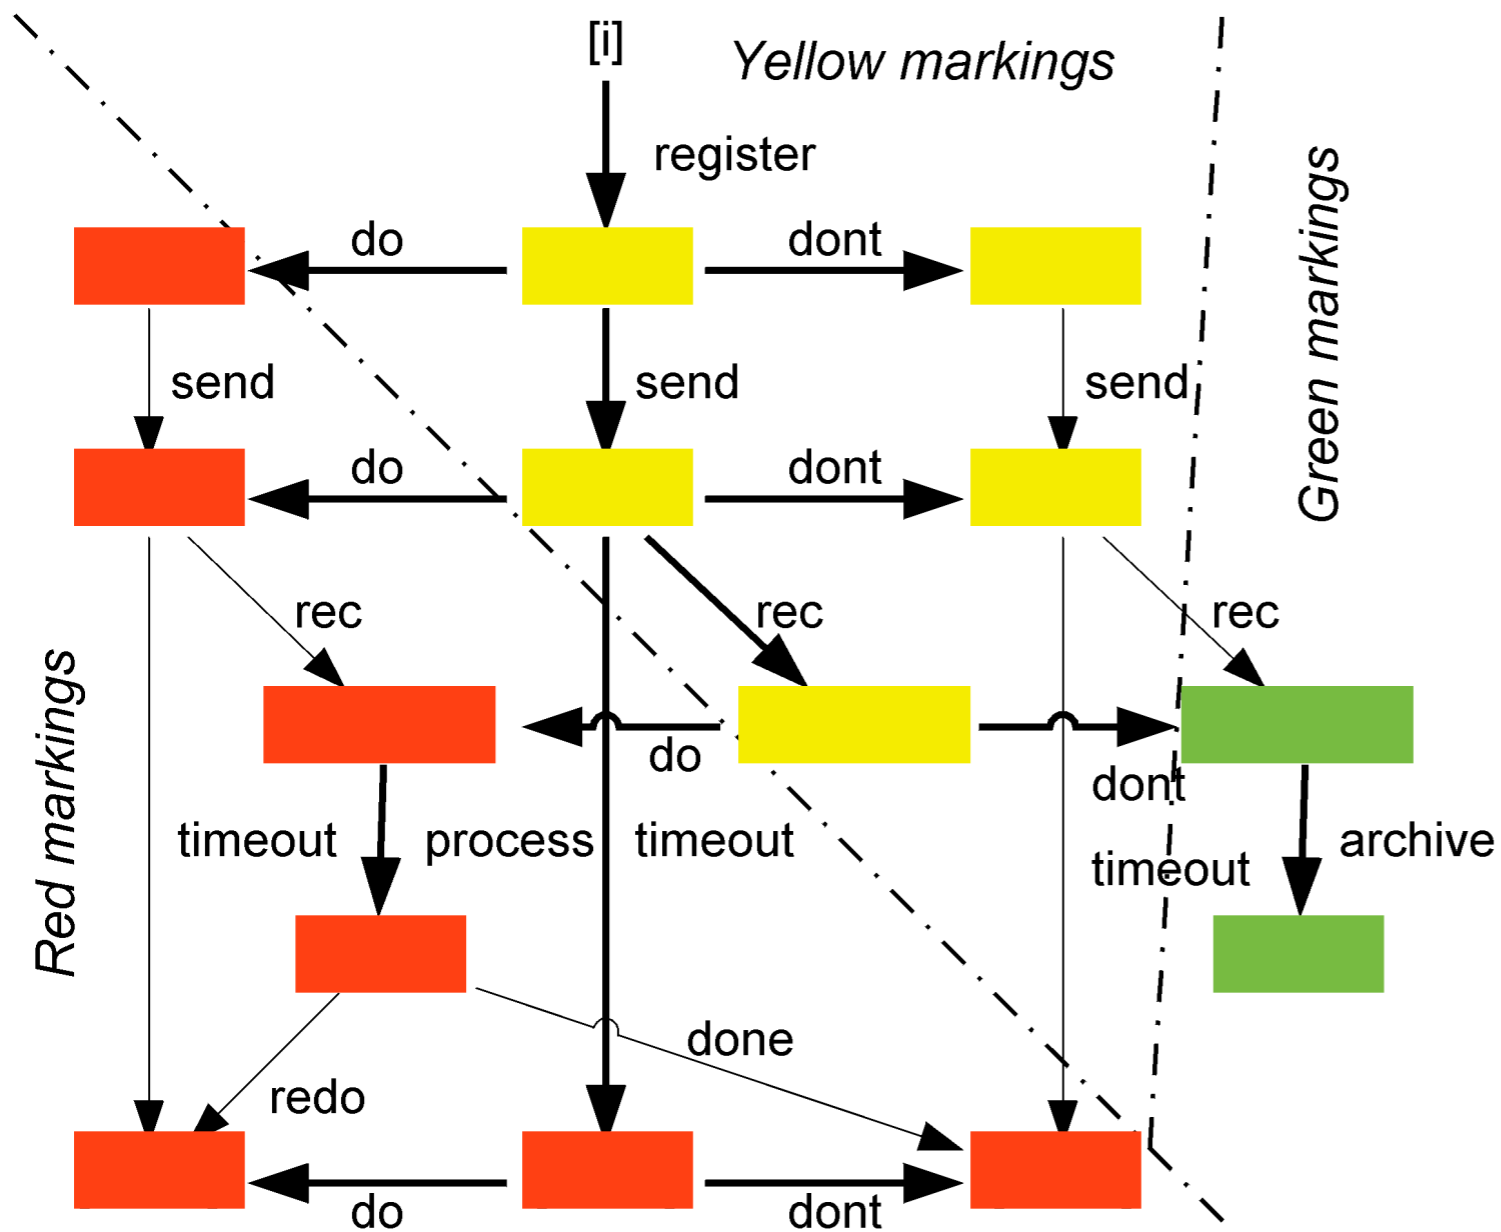 [i]
Yellow markings
register
do
dont
Green markings
send
send
send
do
dont
rec
rec
rec
Red markings
do
dont
timeout
process
timeout
timeout
archive
done
redo
do
dont